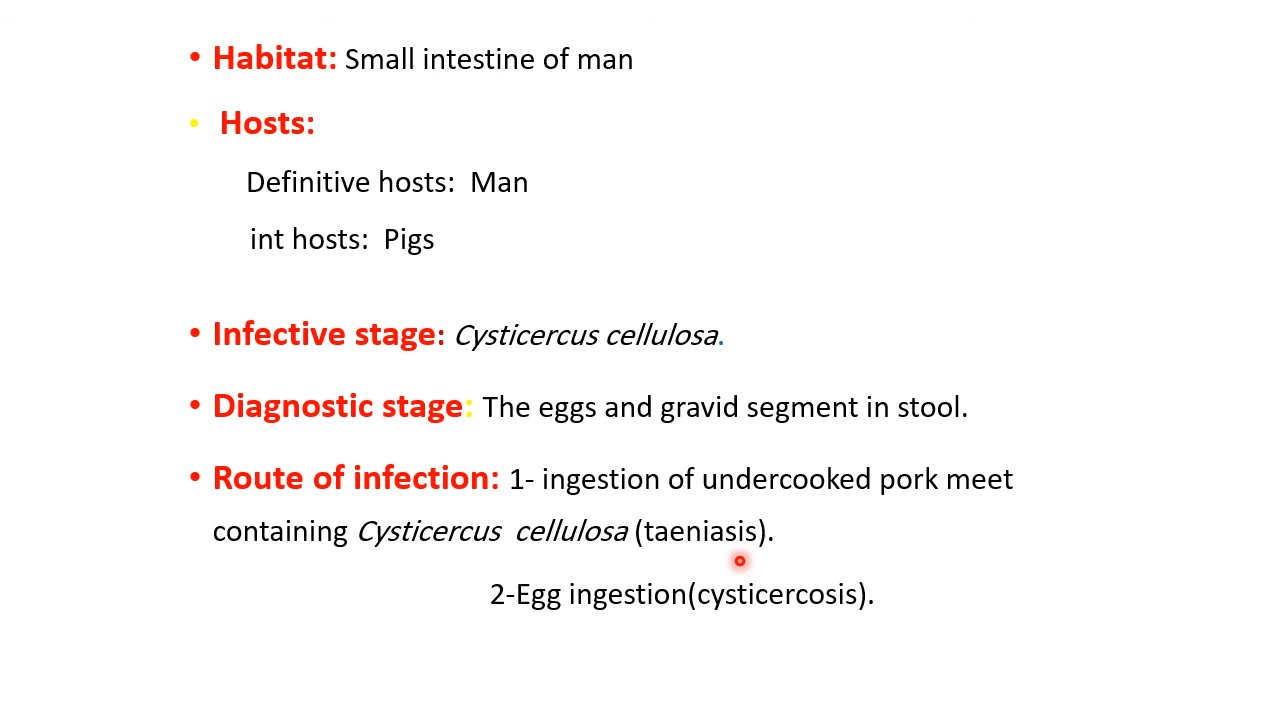 • Habitat: Small intestine of man
• Hosts:
Definitive hosts: Man
int hosts: Pigs
• Infective stage: Cysticercus cellulosa.
• Diagnostic stage: The eggs and gravid segment in stool.
• Route of infection: 1- ingestion of undercooked pork meet
containing Cysticercus cellulosa (taeniasis).
2-Egg ingestion(cysticercosis).